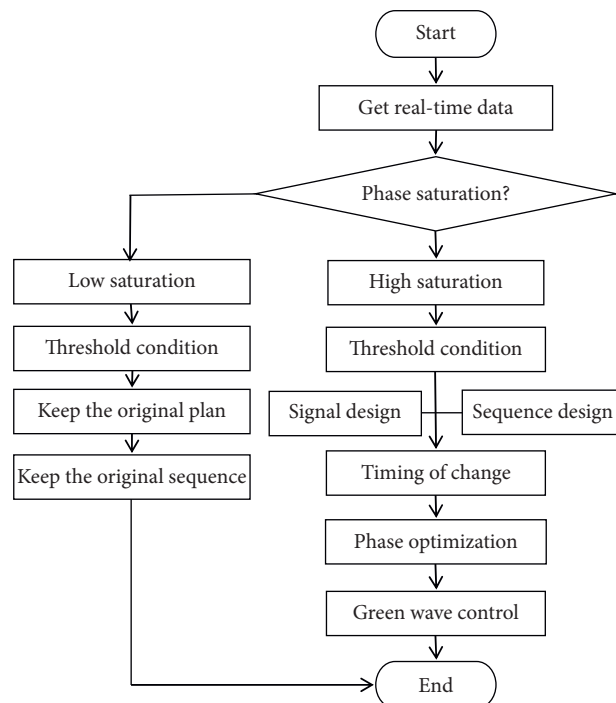 Start
Get real-time data
Phase saturation?
Low saturation
High saturation
Threshold condition
Threshold condition
Keep the original plan
Signal design
Sequence design
Keep the original sequence
Timing of change
Phase optimization
Green wave control
End